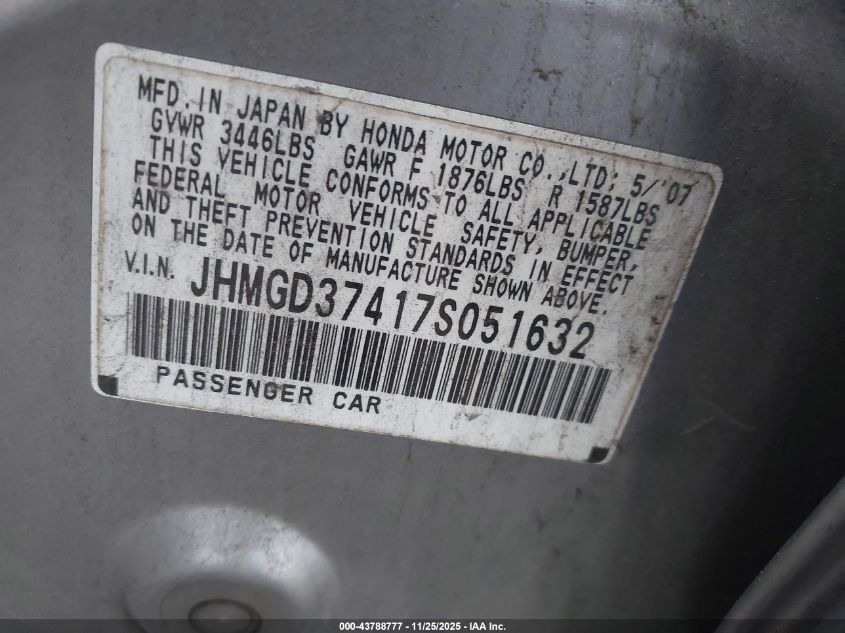 MFD. IN JAPAN BY HONDA MOTOR CO.,LTD; 5/'07
GVWR 3446LBS GAWR F 1876LBS R 1587LBS
THIS VEHICLE CONFORMS TO ALL APPLICABLE
FEDERAL MOTOR VEHICLE SAFETY, BUMPER,
AND THEFT PREVENTION STANDARDS IN EFFECT
ON THE DATE OF MANUFACTURE SHOWN ABOVE.
V.I.N. JHMGD37417S051632
PASSENGER CAR
000-43788777 - 11/25/2025 - IAA Inc.